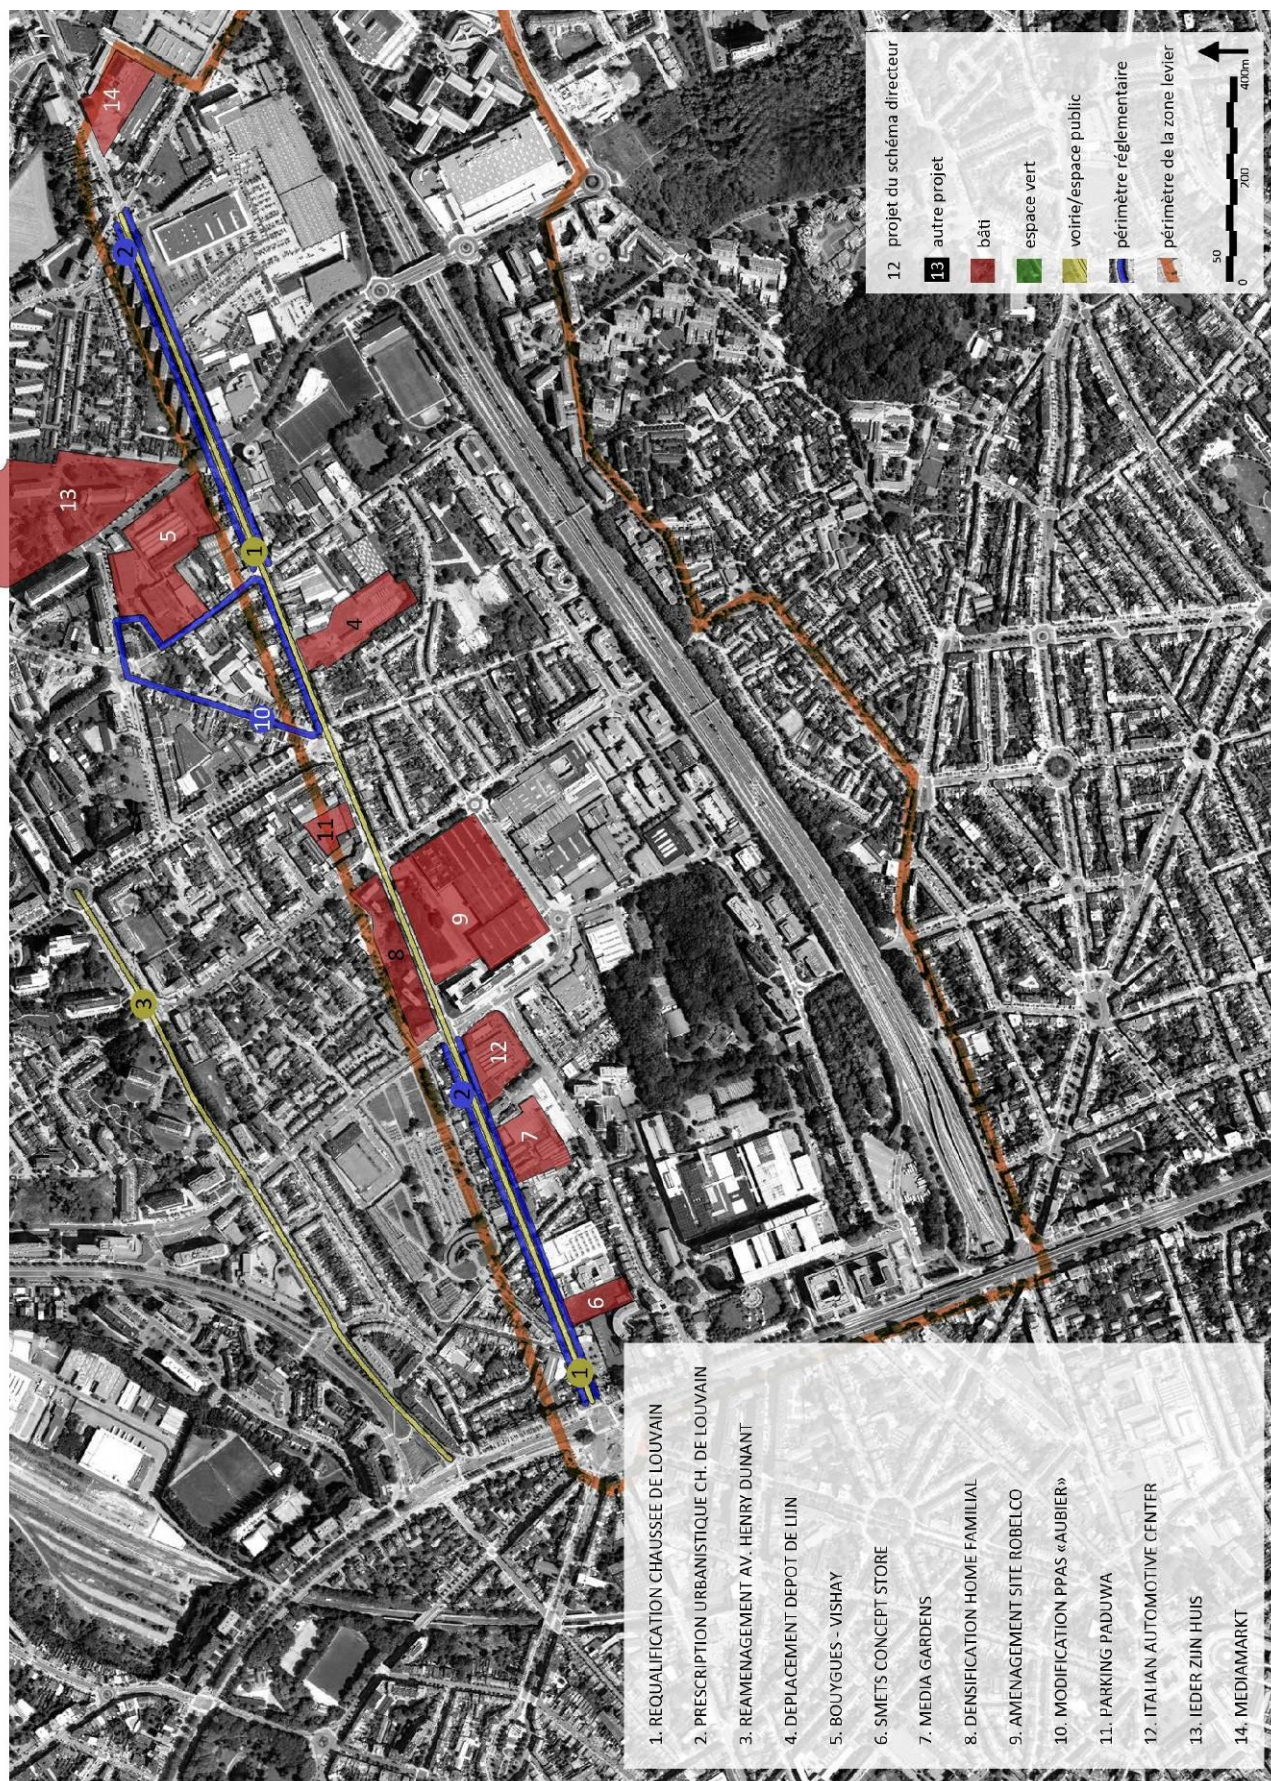 12 projet du schéma directeur
13 autre projet
bâti
espace vert
voirie/espace public
périmètre réglementaire
périmètre de la zone levier
50 200 400m
0
14
2
13
5
1
4
10
11
3
9
8
12
2
7
6
1
1. REQUALIFICATION CHAUSSEE DE LOUVAIN
2. PRESCRIPTION URBANISTIQUE CH. DE LOUVAIN
3. REAMENAGEMENT AV. HENRY DUNANT
4. DEPLACEMENT DEPOT DE LIJN
5. BOUYGUES - VISHAY
6. SMETS CONCEPT STORE
7. MEDIA GARDENS
8. DENSIFICATION HOME FAMILIAL
9. AMENAGEMENT SITE ROBELCO
10. MODIFICATION PPAS «AUBIER»
11. PARKING PADUWA
12. ITALIAN AUTOMOTIVE CENTER
13. IEDER ZIJN HUIS
14. MEDIAMARKT